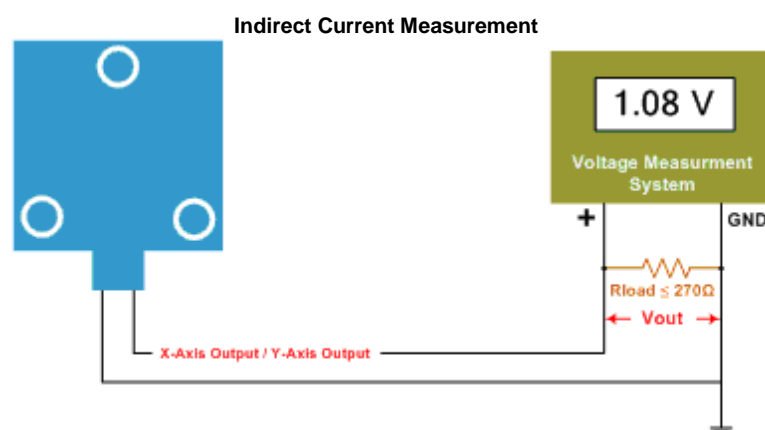 Indirect Current Measurement
1.08 V
Voltage Measurment
System
+
GND
Rload ≤ 270Ω
Vout
X-Axis Output / Y-Axis Output